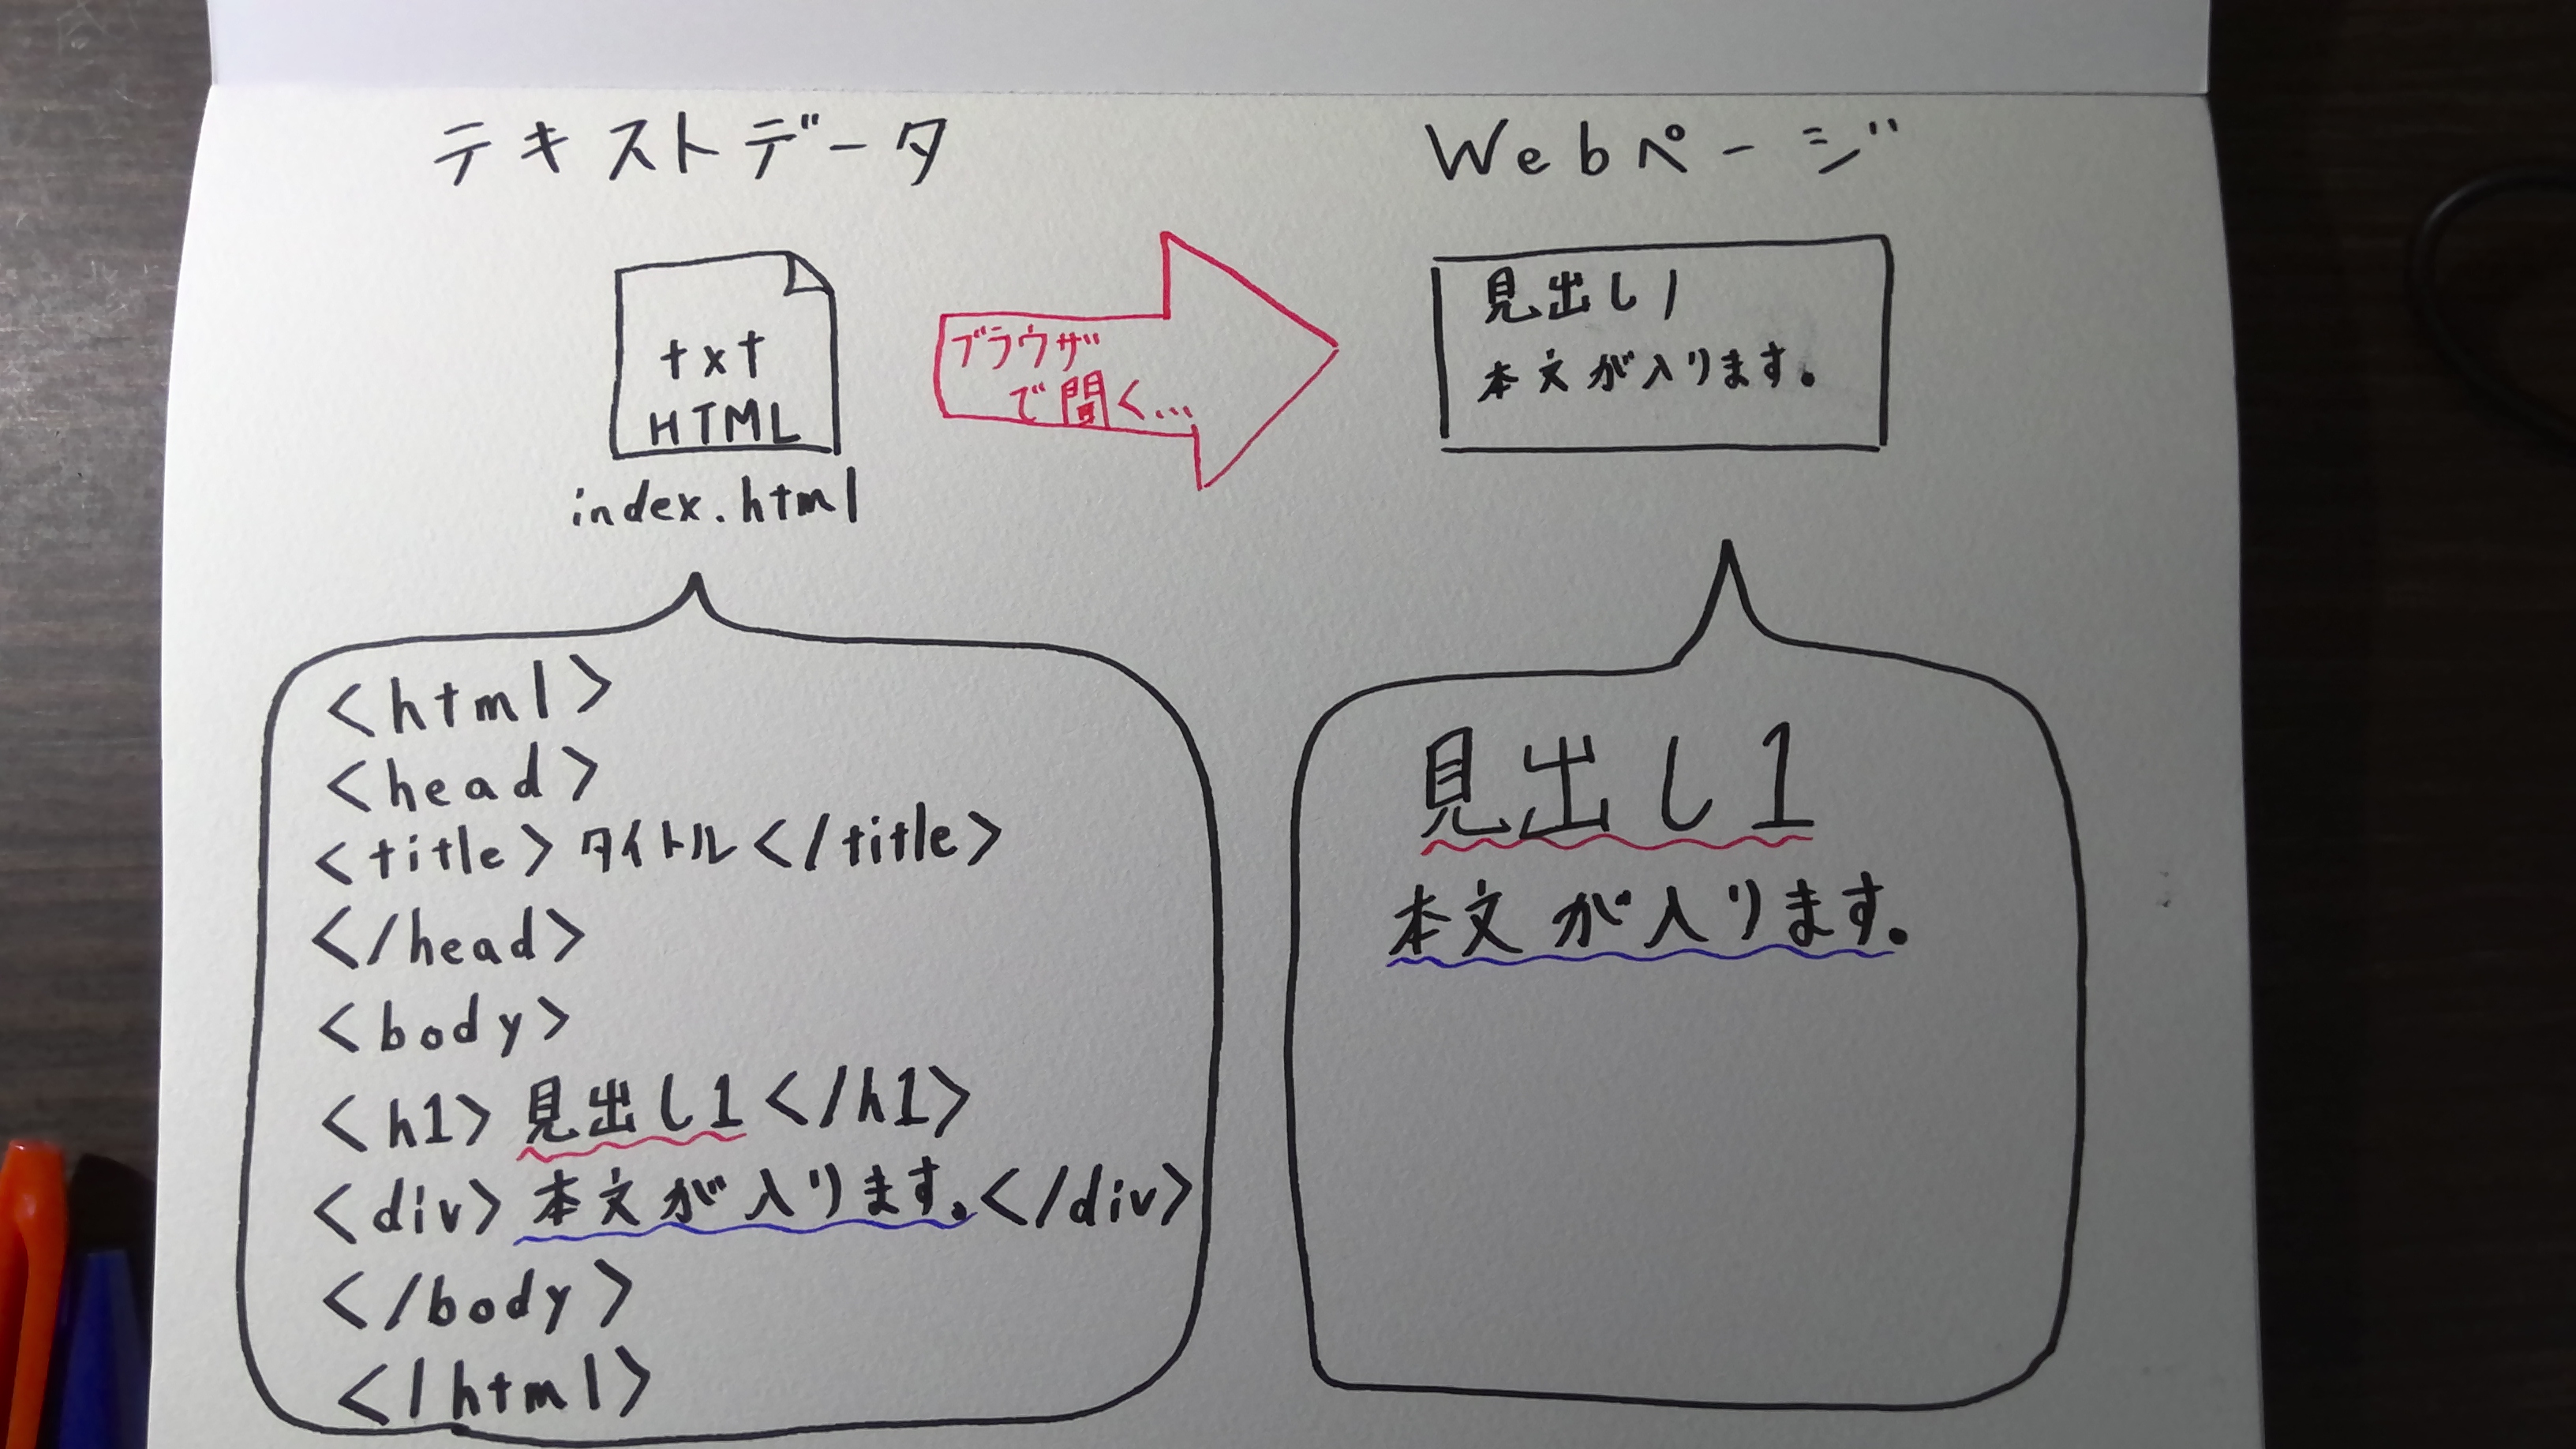 テキストデータ
Webページ
txt
HTML
index.html
ブラウザ
で開く...
見出し1
本文が入ります。
<html>
<head>
<title>タイトル</title>
</head>
<body>
<h1>見出し1</h1>
<div>本文が入ります。</div>
</body>
</html>
見出し1
本文が入ります。